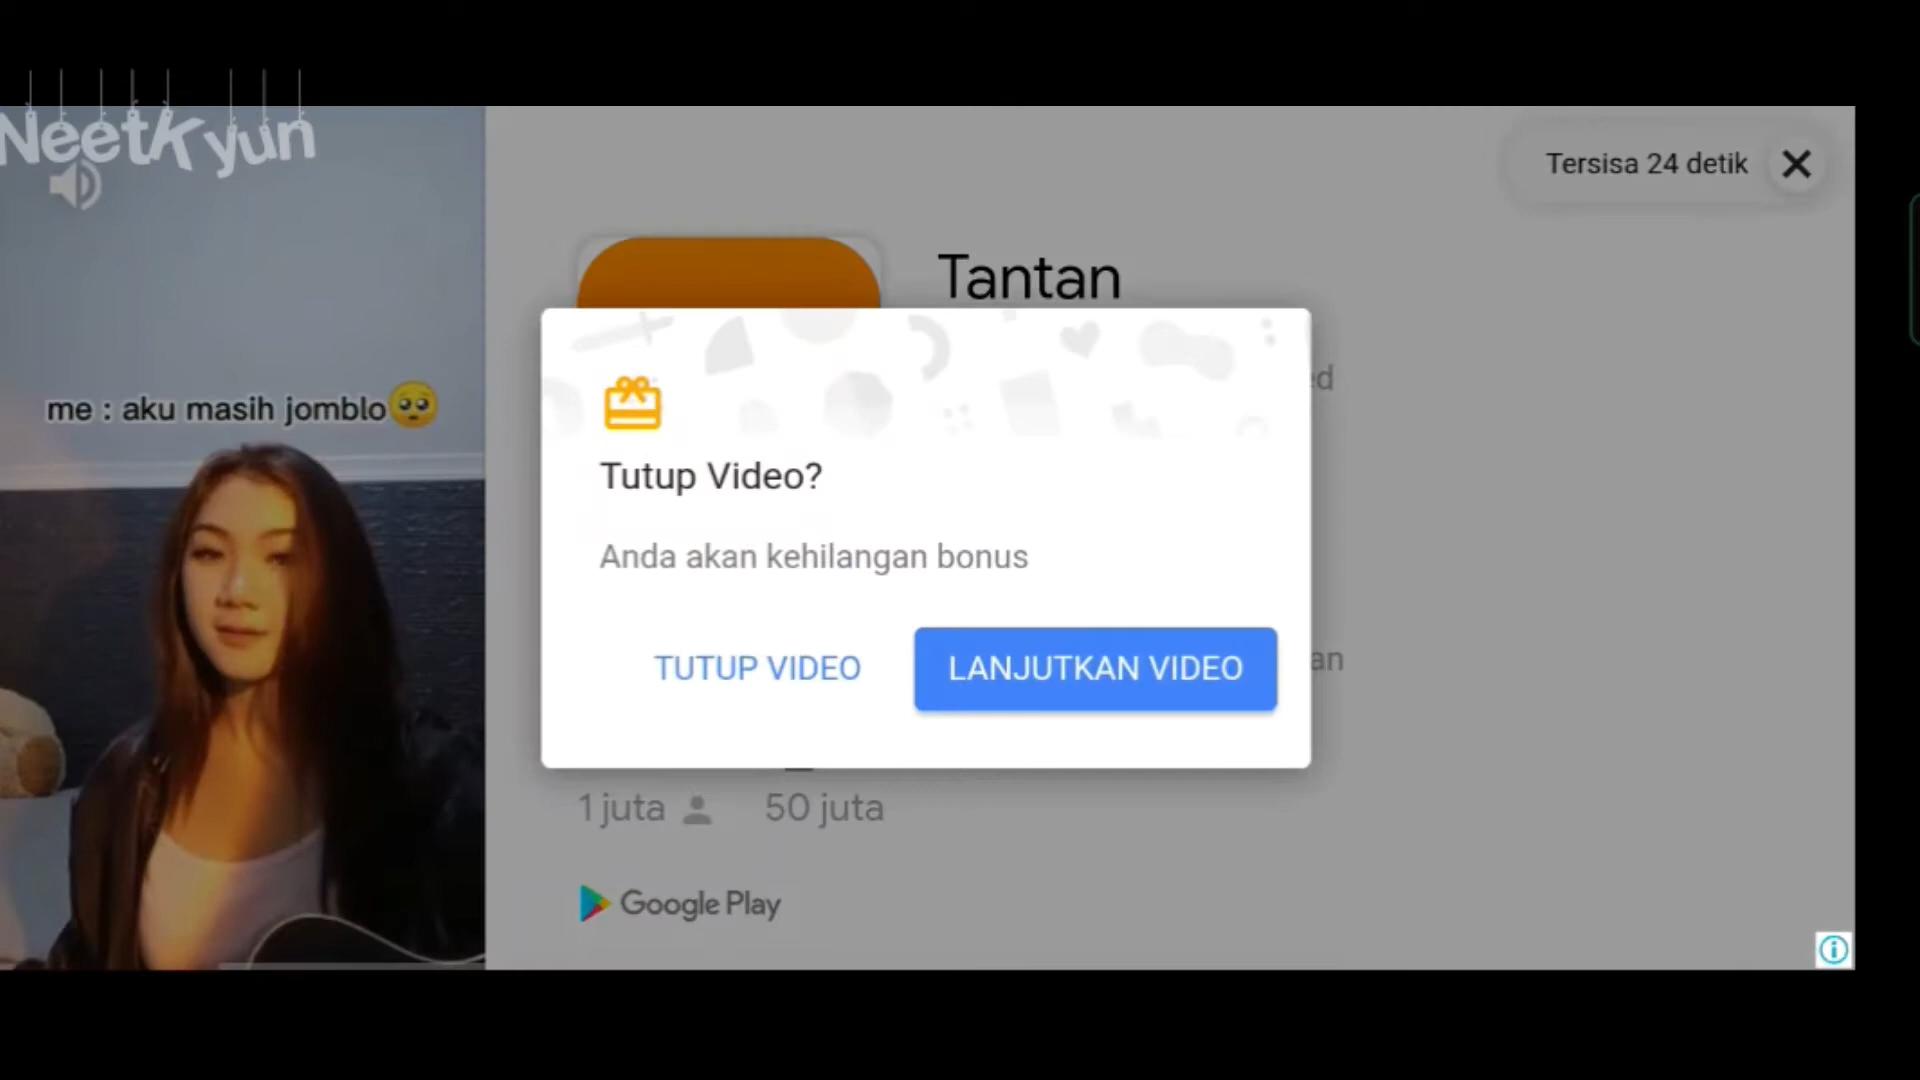 NeetKyun
Tersisa 24 detik
Tantan
me : aku masih jomblo
Tutup Video?
Anda akan kehilangan bonus
TUTUP VIDEO
LANJUTKAN VIDEO
1 juta
50 juta
Google Play